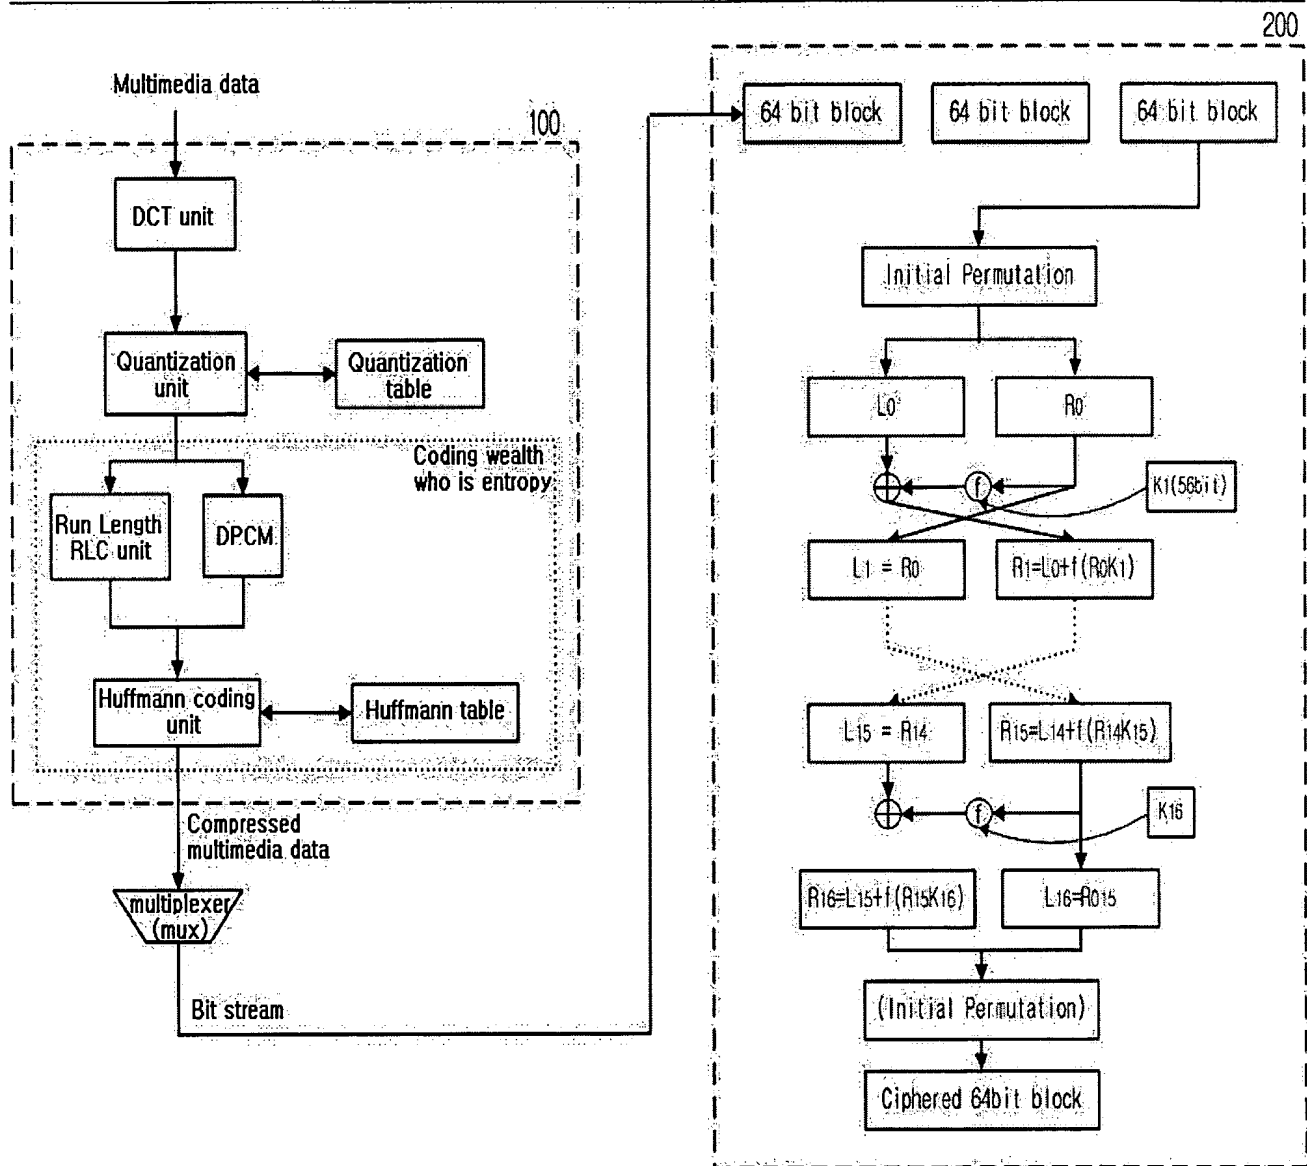 200
Multimedia data
100
DCT unit
Quantization
unit
Quantization
table
Coding wealth
who is entropy
Run Length
RLC unit
DPCM
Huffmann coding
unit
Huffmann table
Compressed
multimedia data
multiplexer
(mux)
Bit stream
64 bit block
64 bit block
64 bit block
Initial Permutation
L0
R0
f
K1(56bit)
L1 = R0
R1=L0+f(R0K1)
L15 = R14
R15=L14+f(R14K15)
f
K16
R16=L15+f(R15K16)
L16=R015
(Initial Permutation)
Ciphered 64bit block